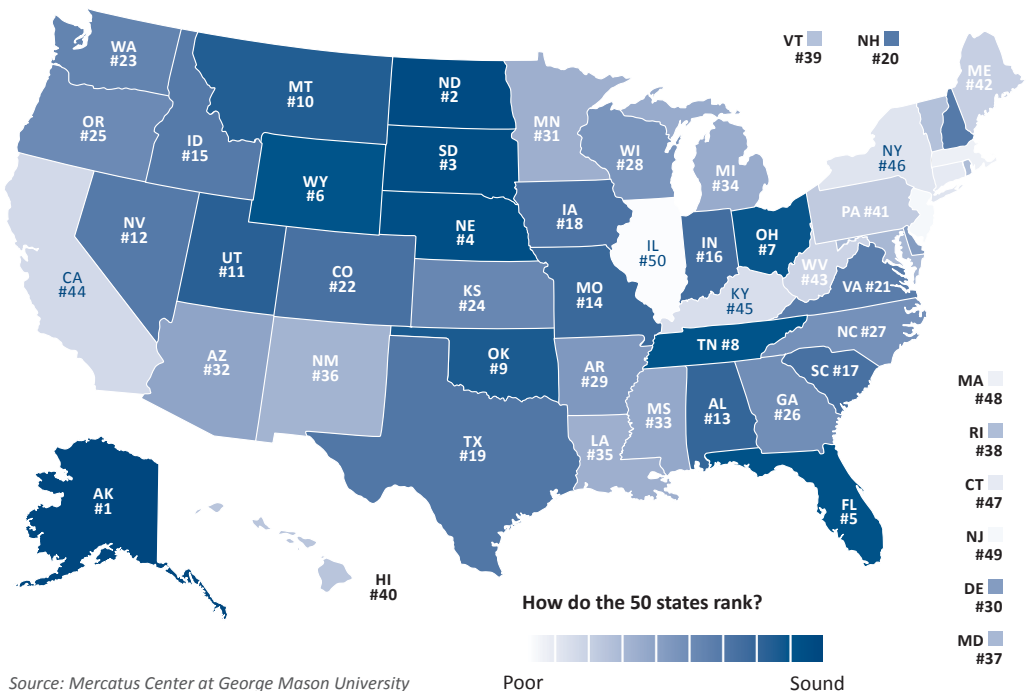 VT
#39
NH
#20
WA
#23
MT
#10
ND
#2
MN
#31
ME
#42
OR
#25
ID
#15
SD
#3
WI
#28
NY
#46
WY
#6
MI
#34
IA
#18
PA #41
NV
#12
NE
#4
IL
#50
IN
#16
OH
#7
UT
#11
CO
#22
WV
#43
CA
#44
KS
#24
MO
#14
KY
#45
VA #21
NC #27
TN #8
AZ
#32
NM
#36
OK
#9
AR
#29
SC #17
MS
#33
AL
#13
GA
#26
MA
#48
TX
#19
LA
#35
RI
#38
AK
#1
FL
#5
CT
#47
NJ
#49
HI
#40
DE
#30
MD
#37
How do the 50 states rank?
Poor
Sound
Source: Mercatus Center at George Mason University